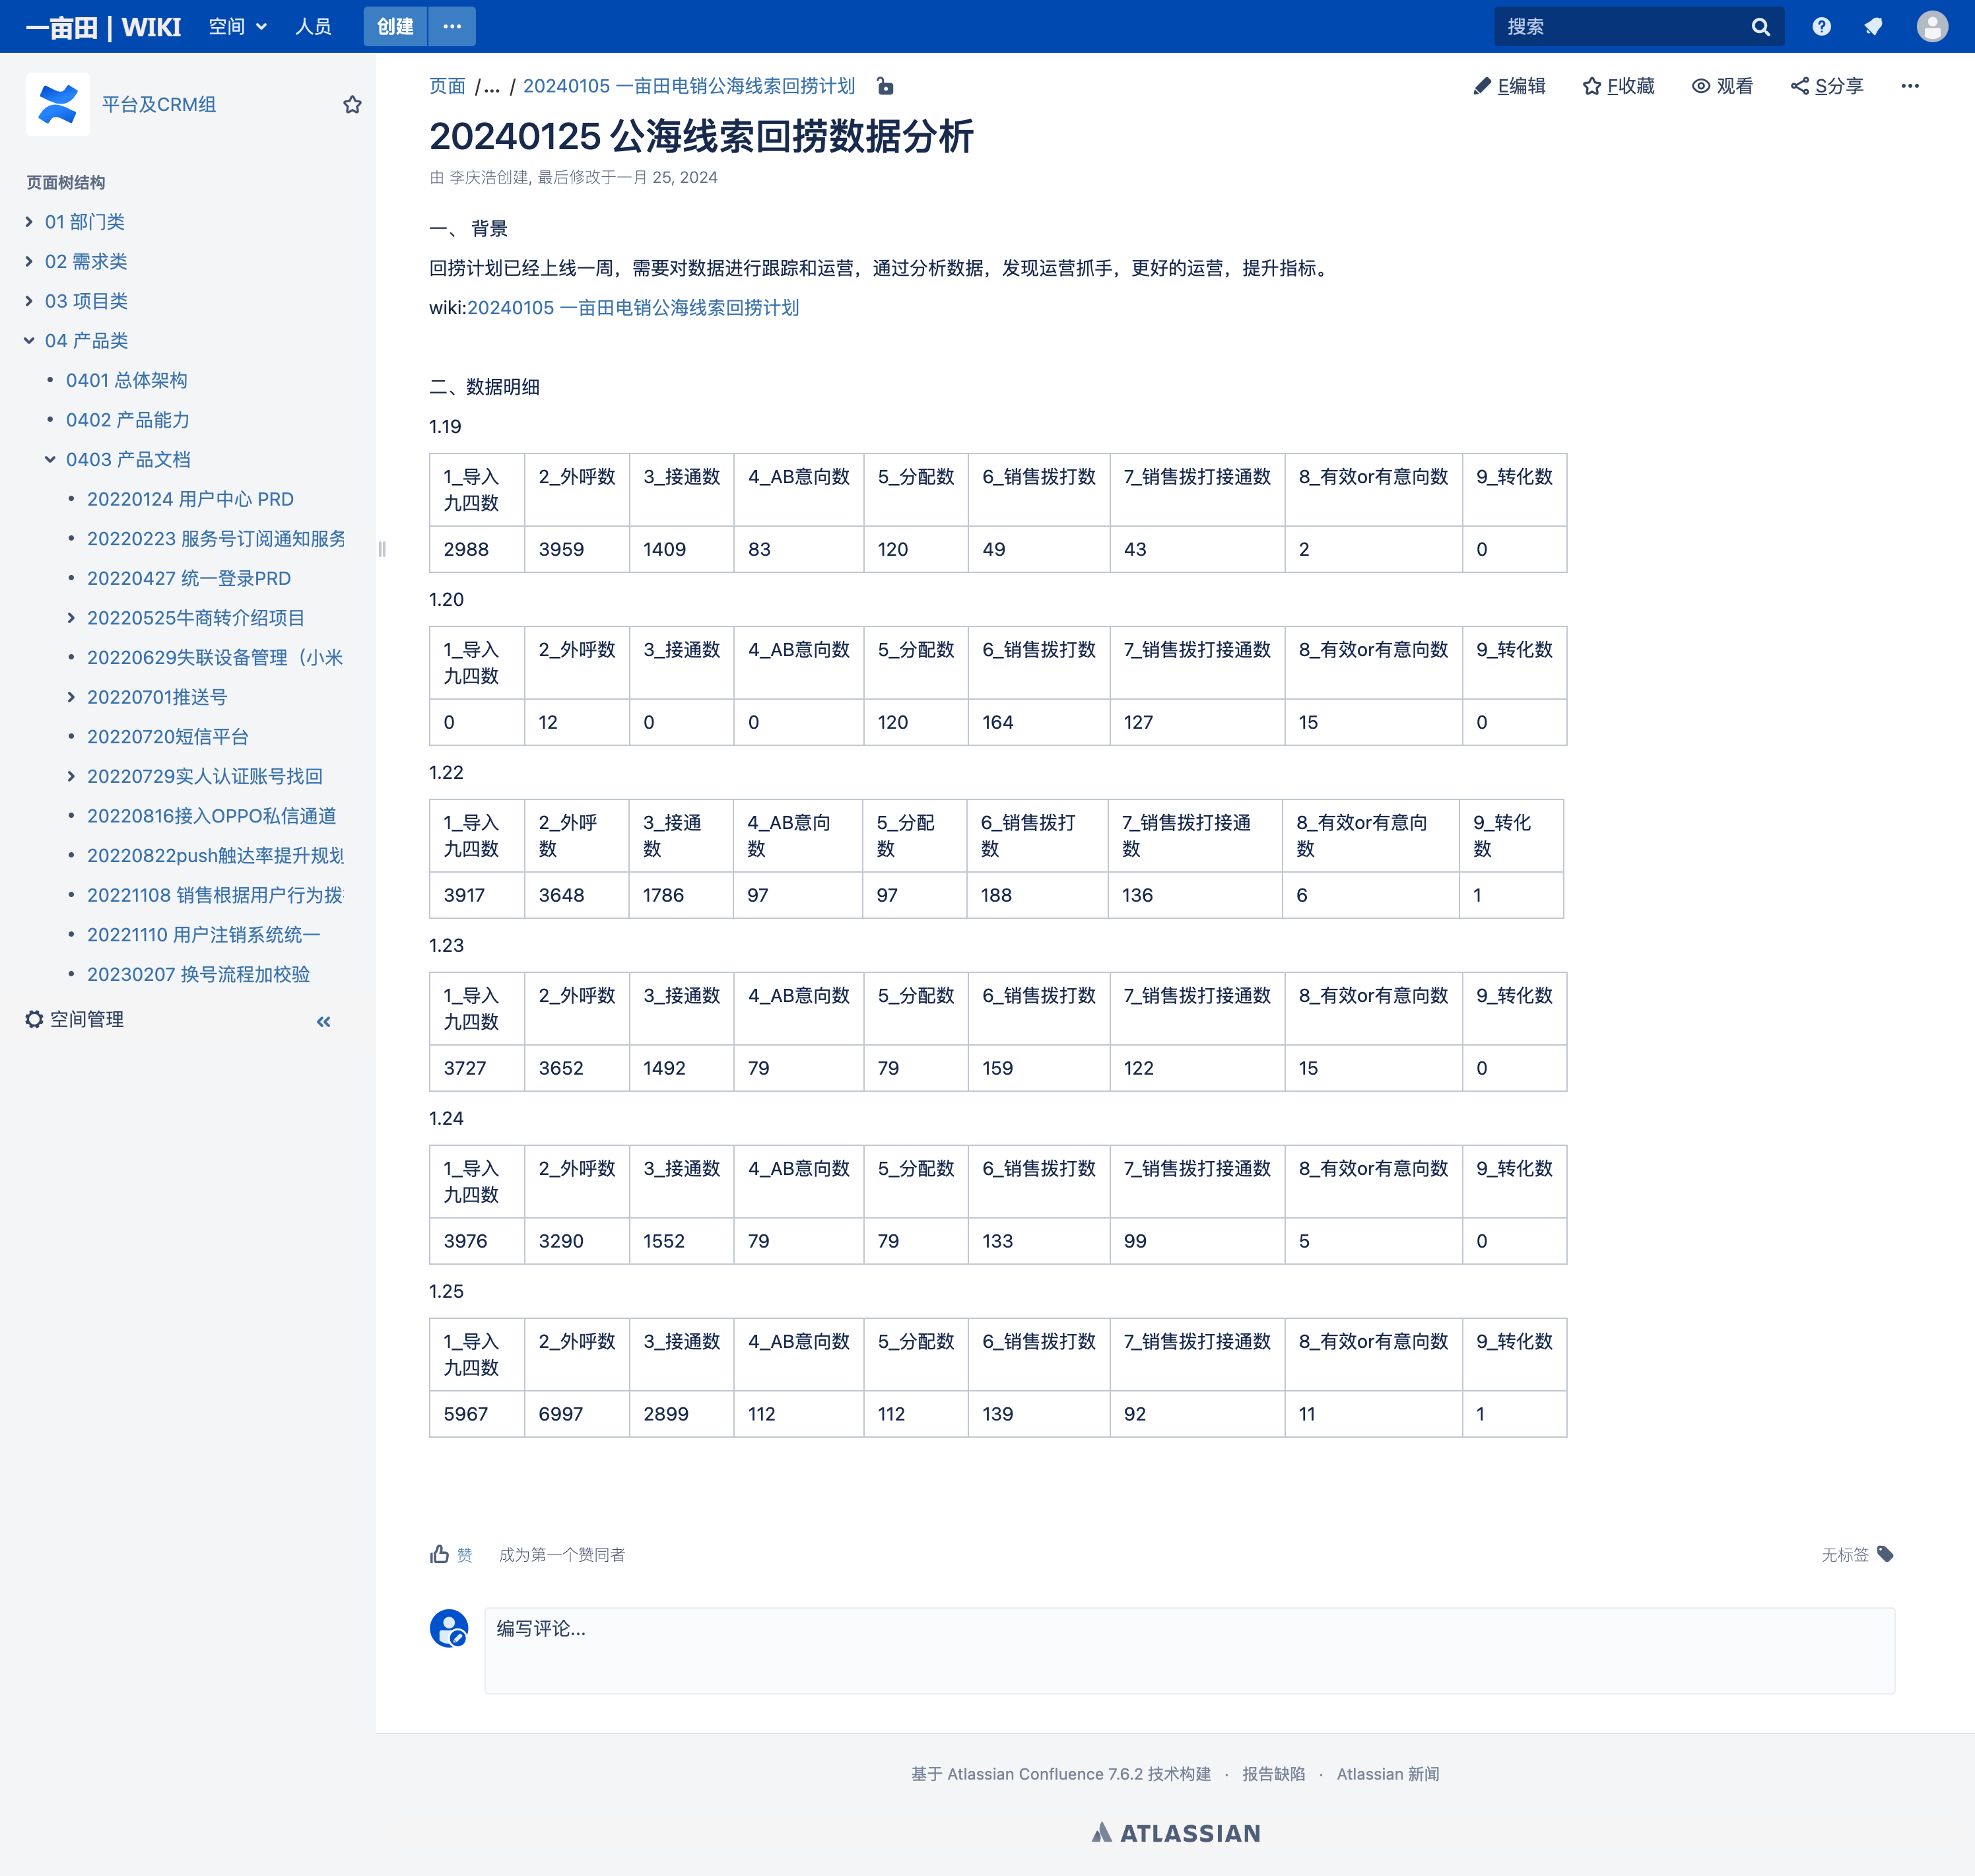 一亩田 | WIKI 空间 人员 创建 ··· 搜索
平台及CRM组
页面树结构
01 部门类
02 需求类
03 项目类
04 产品类
• 0401 总体架构
• 0402 产品能力
0403 产品文档
• 20220124 用户中心 PRD
• 20220223 服务号订阅通知服务
• 20220427 统一登录PRD
20220525牛商转介绍项目
• 20220629失联设备管理（小米
20220701推送号
• 20220720短信平台
20220729实人认证账号找回
• 20220816接入OPPO私信通道
• 20220822push触达率提升规划
• 20221108 销售根据用户行为拨
• 20221110 用户注销系统统一
• 20230207 换号流程加校验
空间管理
页面 /... / 20240105 一亩田电销公海线索回捞计划
E编辑 F收藏 观看 S分享 ···
20240125 公海线索回捞数据分析
由 李庆浩创建, 最后修改于一月 25, 2024
一、 背景
回捞计划已经上线一周，需要对数据进行跟踪和运营，通过分析数据，发现运营抓手，更好的运营，提升指标。
wiki:20240105 一亩田电销公海线索回捞计划
二、数据明细
1.19
1_导入九四数 2_外呼数 3_接通数 4_AB意向数 5_分配数 6_销售拨打数 7_销售拨打接通数 8_有效or有意向数 9_转化数
2988 3959 1409 83 120 49 43 2 0
1.20
1_导入九四数 2_外呼数 3_接通数 4_AB意向数 5_分配数 6_销售拨打数 7_销售拨打接通数 8_有效or有意向数 9_转化数
0 12 0 0 120 164 127 15 0
1.22
1_导入九四数 2_外呼数 3_接通数 4_AB意向数 5_分配数 6_销售拨打数 7_销售拨打接通数 8_有效or有意向数 9_转化数
3917 3648 1786 97 97 188 136 6 1
1.23
1_导入九四数 2_外呼数 3_接通数 4_AB意向数 5_分配数 6_销售拨打数 7_销售拨打接通数 8_有效or有意向数 9_转化数
3727 3652 1492 79 79 159 122 15 0
1.24
1_导入九四数 2_外呼数 3_接通数 4_AB意向数 5_分配数 6_销售拨打数 7_销售拨打接通数 8_有效or有意向数 9_转化数
3976 3290 1552 79 79 133 99 5 0
1.25
1_导入九四数 2_外呼数 3_接通数 4_AB意向数 5_分配数 6_销售拨打数 7_销售拨打接通数 8_有效or有意向数 9_转化数
5967 6997 2899 112 112 139 92 11 1
赞 成为第一个赞同者 无标签
编写评论...
基于 Atlassian Confluence 7.6.2 技术构建 · 报告缺陷 · Atlassian 新闻
ATLASSIAN